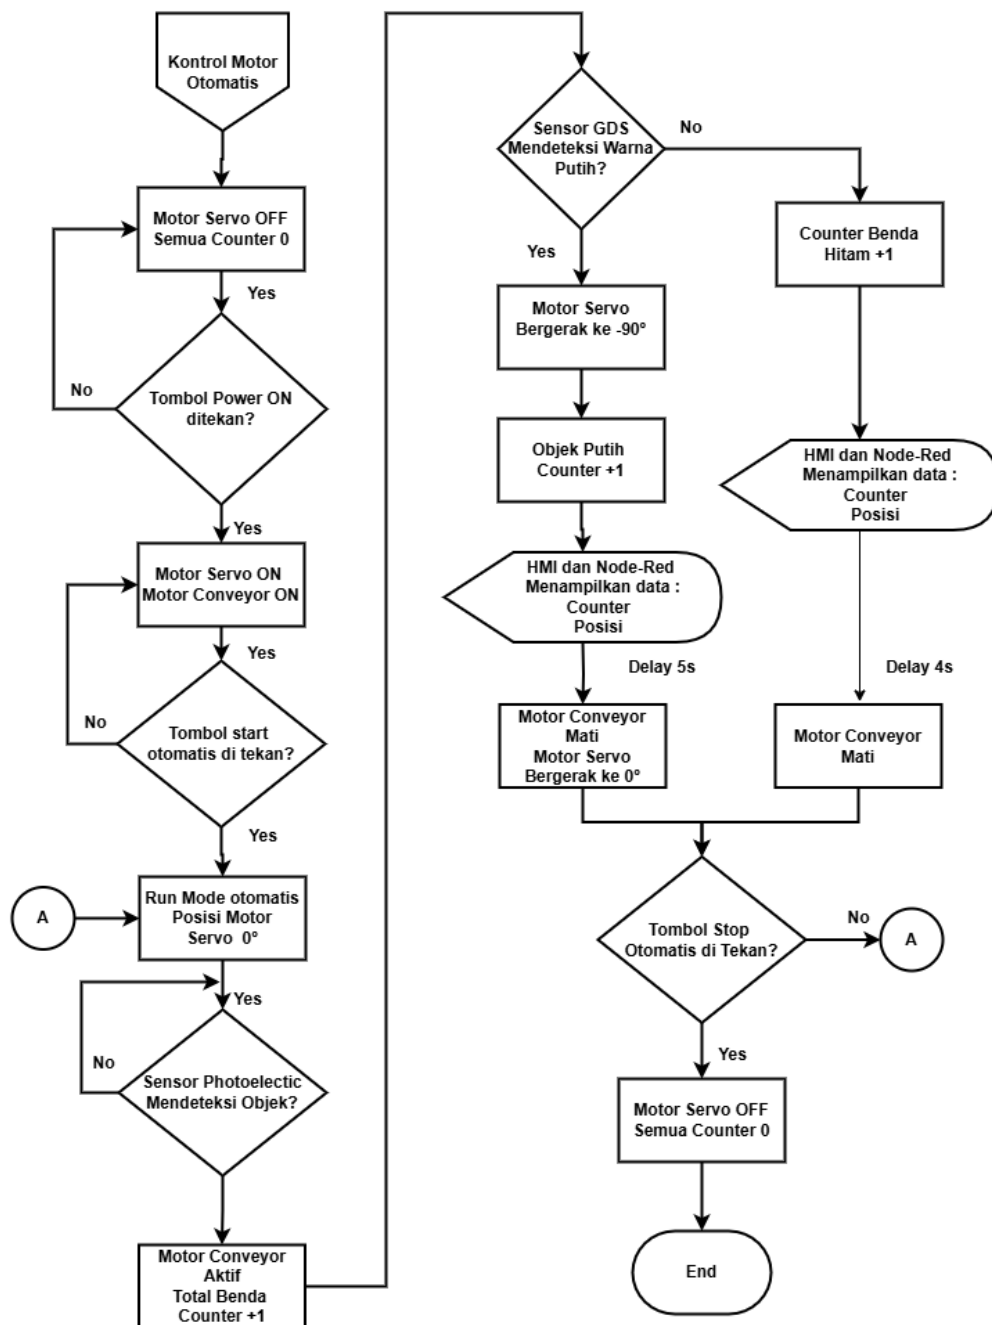 Kontrol Motor
Otomatis
Motor Servo OFF
Semua Counter 0
Yes
No
Tombol Power ON
ditekan?
Yes
Motor Servo ON
Motor Conveyor ON
Yes
No
Tombol start
otomatis di tekan?
Yes
A
Run Mode otomatis
Posisi Motor
Servo 0°
Yes
No
Sensor Photoelectic
Mendeteksi Objek?
Motor Conveyor
Aktif
Total Benda
Counter +1
Sensor GDS
Mendeteksi Warna
Putih?
No
Yes
Counter Benda
Hitam +1
Motor Servo
Bergerak ke -90°
Objek Putih
Counter +1
HMI dan Node-Red
Menampilkan data :
Counter
Posisi
HMI dan Node-Red
Menampilkan data :
Counter
Posisi
Delay 5s
Delay 4s
Motor Conveyor
Mati
Motor Servo
Bergerak ke 0°
Motor Conveyor
Mati
Tombol Stop
Otomatis di Tekan?
No
A
Yes
Motor Servo OFF
Semua Counter 0
End